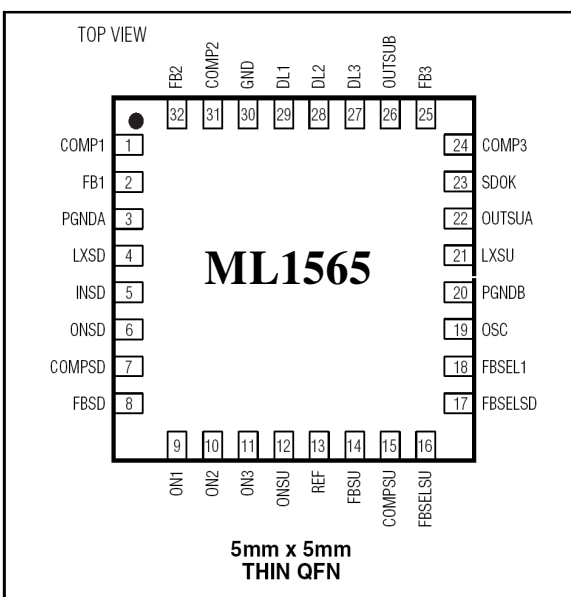 TOP VIEW
FB2 COMP2 GND DL1 DL2 DL3 OUTSUB FB3
32 31 30 29 28 27 26 25
COMP1 1
FB1 2
PGNDA 3
LXSD 4
INSD 5
ONSD 6
COMPSD 7
FBSD 8
ML1565
24 COMP3
23 SDOK
22 OUTSUA
21 LXSU
20 PGNDB
19 OSC
18 FBSEL1
17 FBSELSD
9 10 11 12 13 14 15 16
ON1 ON2 ON3 ONSU REF FBSU COMPSU FBSELSU
5mm x 5mm
THIN QFN